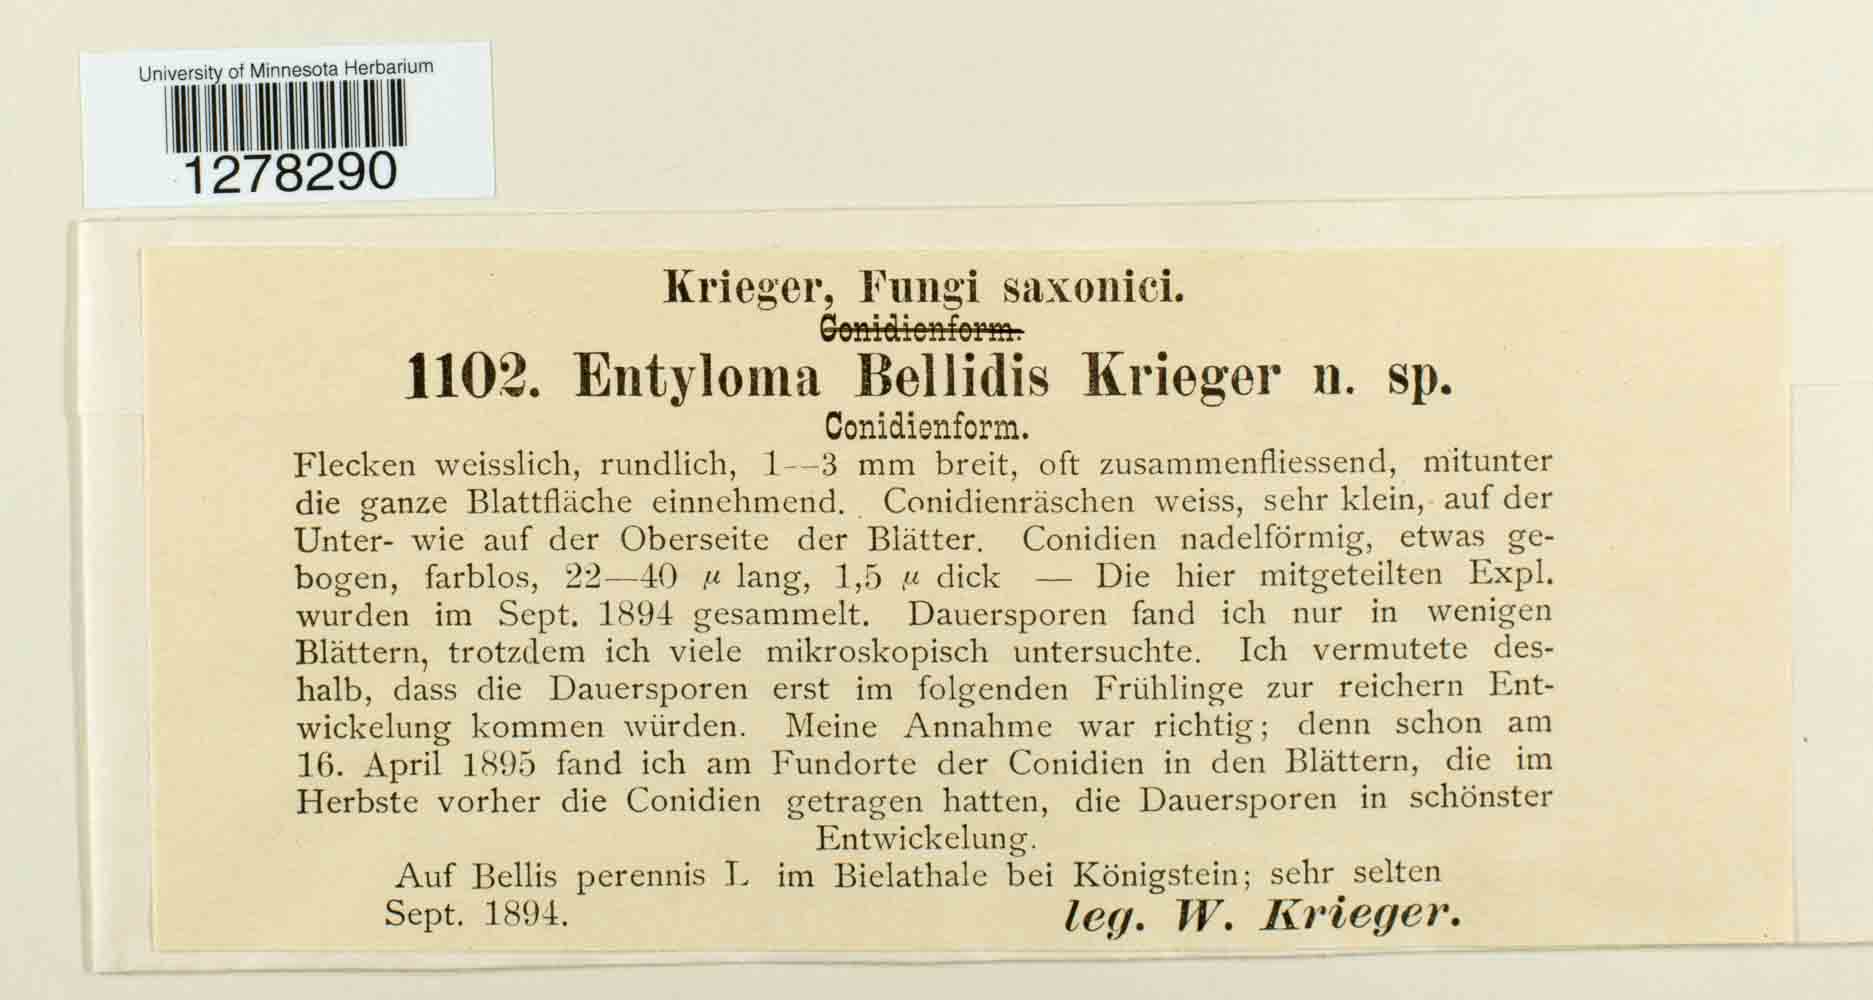 University of Minnesota Herbarium
1278290
Krieger, Fungi saxonici.
Conidienform.
1102. Entyloma Bellidis Krieger n. sp.
Conidienform.
Flecken weisslich, rundlich, 1—3 mm breit, oft zusammenfliessend, mitunter
die ganze Blattfläche einnehmend. Conidienräschen weiss, sehr klein, auf der
Unter- wie auf der Oberseite der Blätter. Conidien nadelförmig, etwas ge-
bogen, farblos, 22—40 µ lang, 1,5 µ dick — Die hier mitgeteilten Expl.
wurden im Sept. 1894 gesammelt. Dauersporen fand ich nur in wenigen
Blättern, trotzdem ich viele mikroskopisch untersuchte. Ich vermutete des-
halb, dass die Dauersporen erst im folgenden Frühlinge zur reichern Ent-
wickelung kommen würden. Meine Annahme war richtig; denn schon am
16. April 1895 fand ich am Fundorte der Conidien in den Blättern, die im
Herbste vorher die Conidien getragen hatten, die Dauersporen in schönster
Entwickelung.
Auf Bellis perennis L im Bielathale bei Königstein; sehr selten
Sept. 1894. leg. W. Krieger.